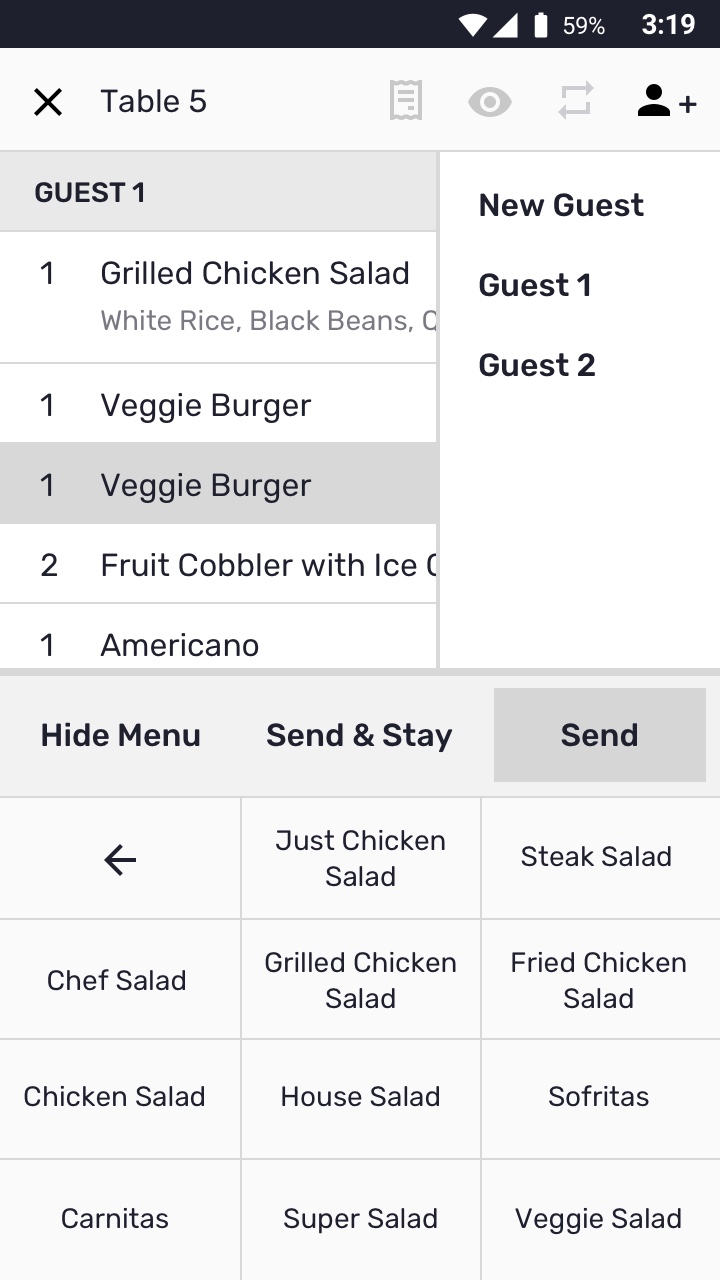 59% 3:19
Table 5
GUEST 1
1 Grilled Chicken Salad
White Rice, Black Beans,
1 Veggie Burger
1 Veggie Burger
2 Fruit Cobbler with Ice
1 Americano
New Guest
Guest 1
Guest 2
Hide Menu
Send & Stay
Send
Just Chicken
Salad
Steak Salad
Chef Salad
Grilled Chicken
Salad
Fried Chicken
Salad
Chicken Salad
House Salad
Sofritas
Carnitas
Super Salad
Veggie Salad